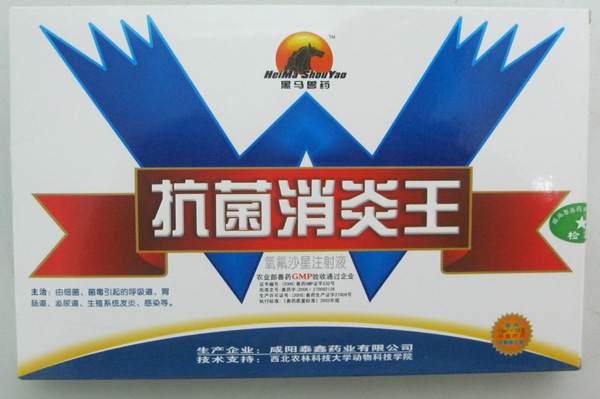 TM
HeiMa ShouYao
黑马兽药
抗菌消炎王
氧氟沙星注射液
农业部兽药GMP验收通过企业
主治：由细菌、菌毒引起的呼吸道、胃
肠道、泌尿道、生殖系统发炎、感染等。
生产企业：咸阳泰鑫药业有限公司
技术支持：西北农林科技大学动物科技学院